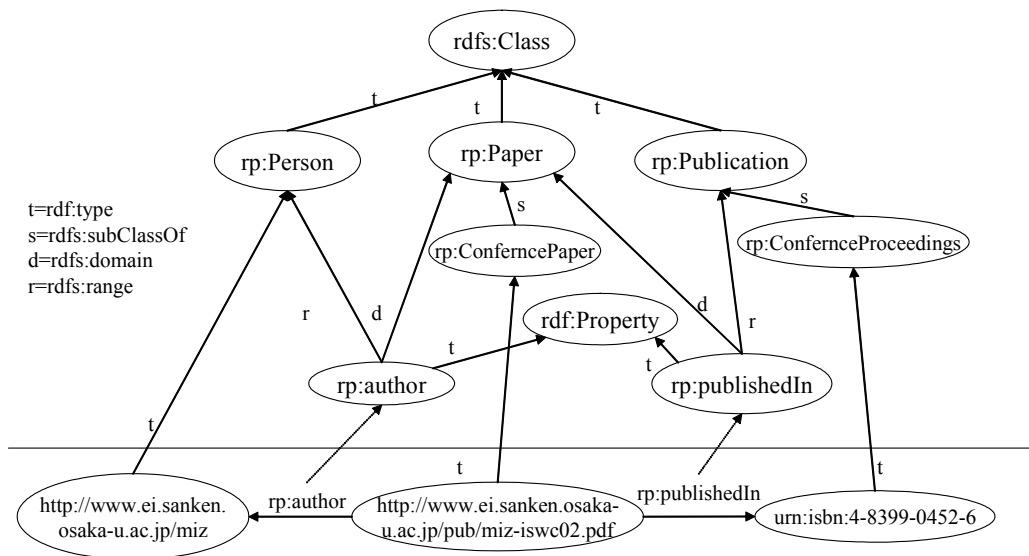 rdfs:Class
t
t
t
rp:Person
rp:Paper
rp:Publication
t=rdf:type
s=rdfs:subClassOf
d=rdfs:domain
r=rdfs:range
s
s
rp:ConferncePaper
rp:ConfernceProceedings
r
d
d
r
rdf:Property
t
t
rp:author
rp:publishedIn
t
t
t
http://www.ei.sanken.
osaka-u.ac.jp/miz
rp:author
http://www.ei.sanken.osaka-
u.ac.jp/pub/miz-iswc02.pdf
rp:publishedIn
urn:isbn:4-8399-0452-6